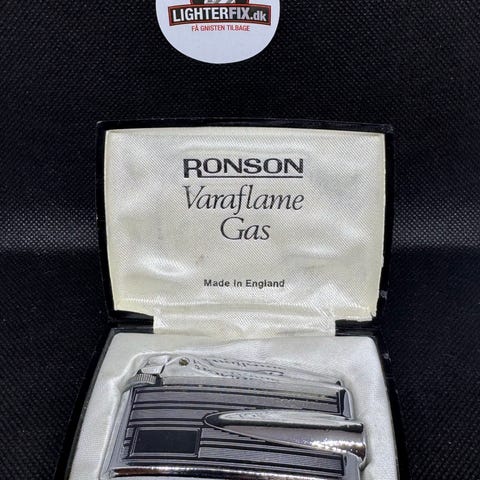 LIGHTERFIX.dk
FÅ GNISTEN TILBAGE
RONSON
Varaflame
Gas
Made In England